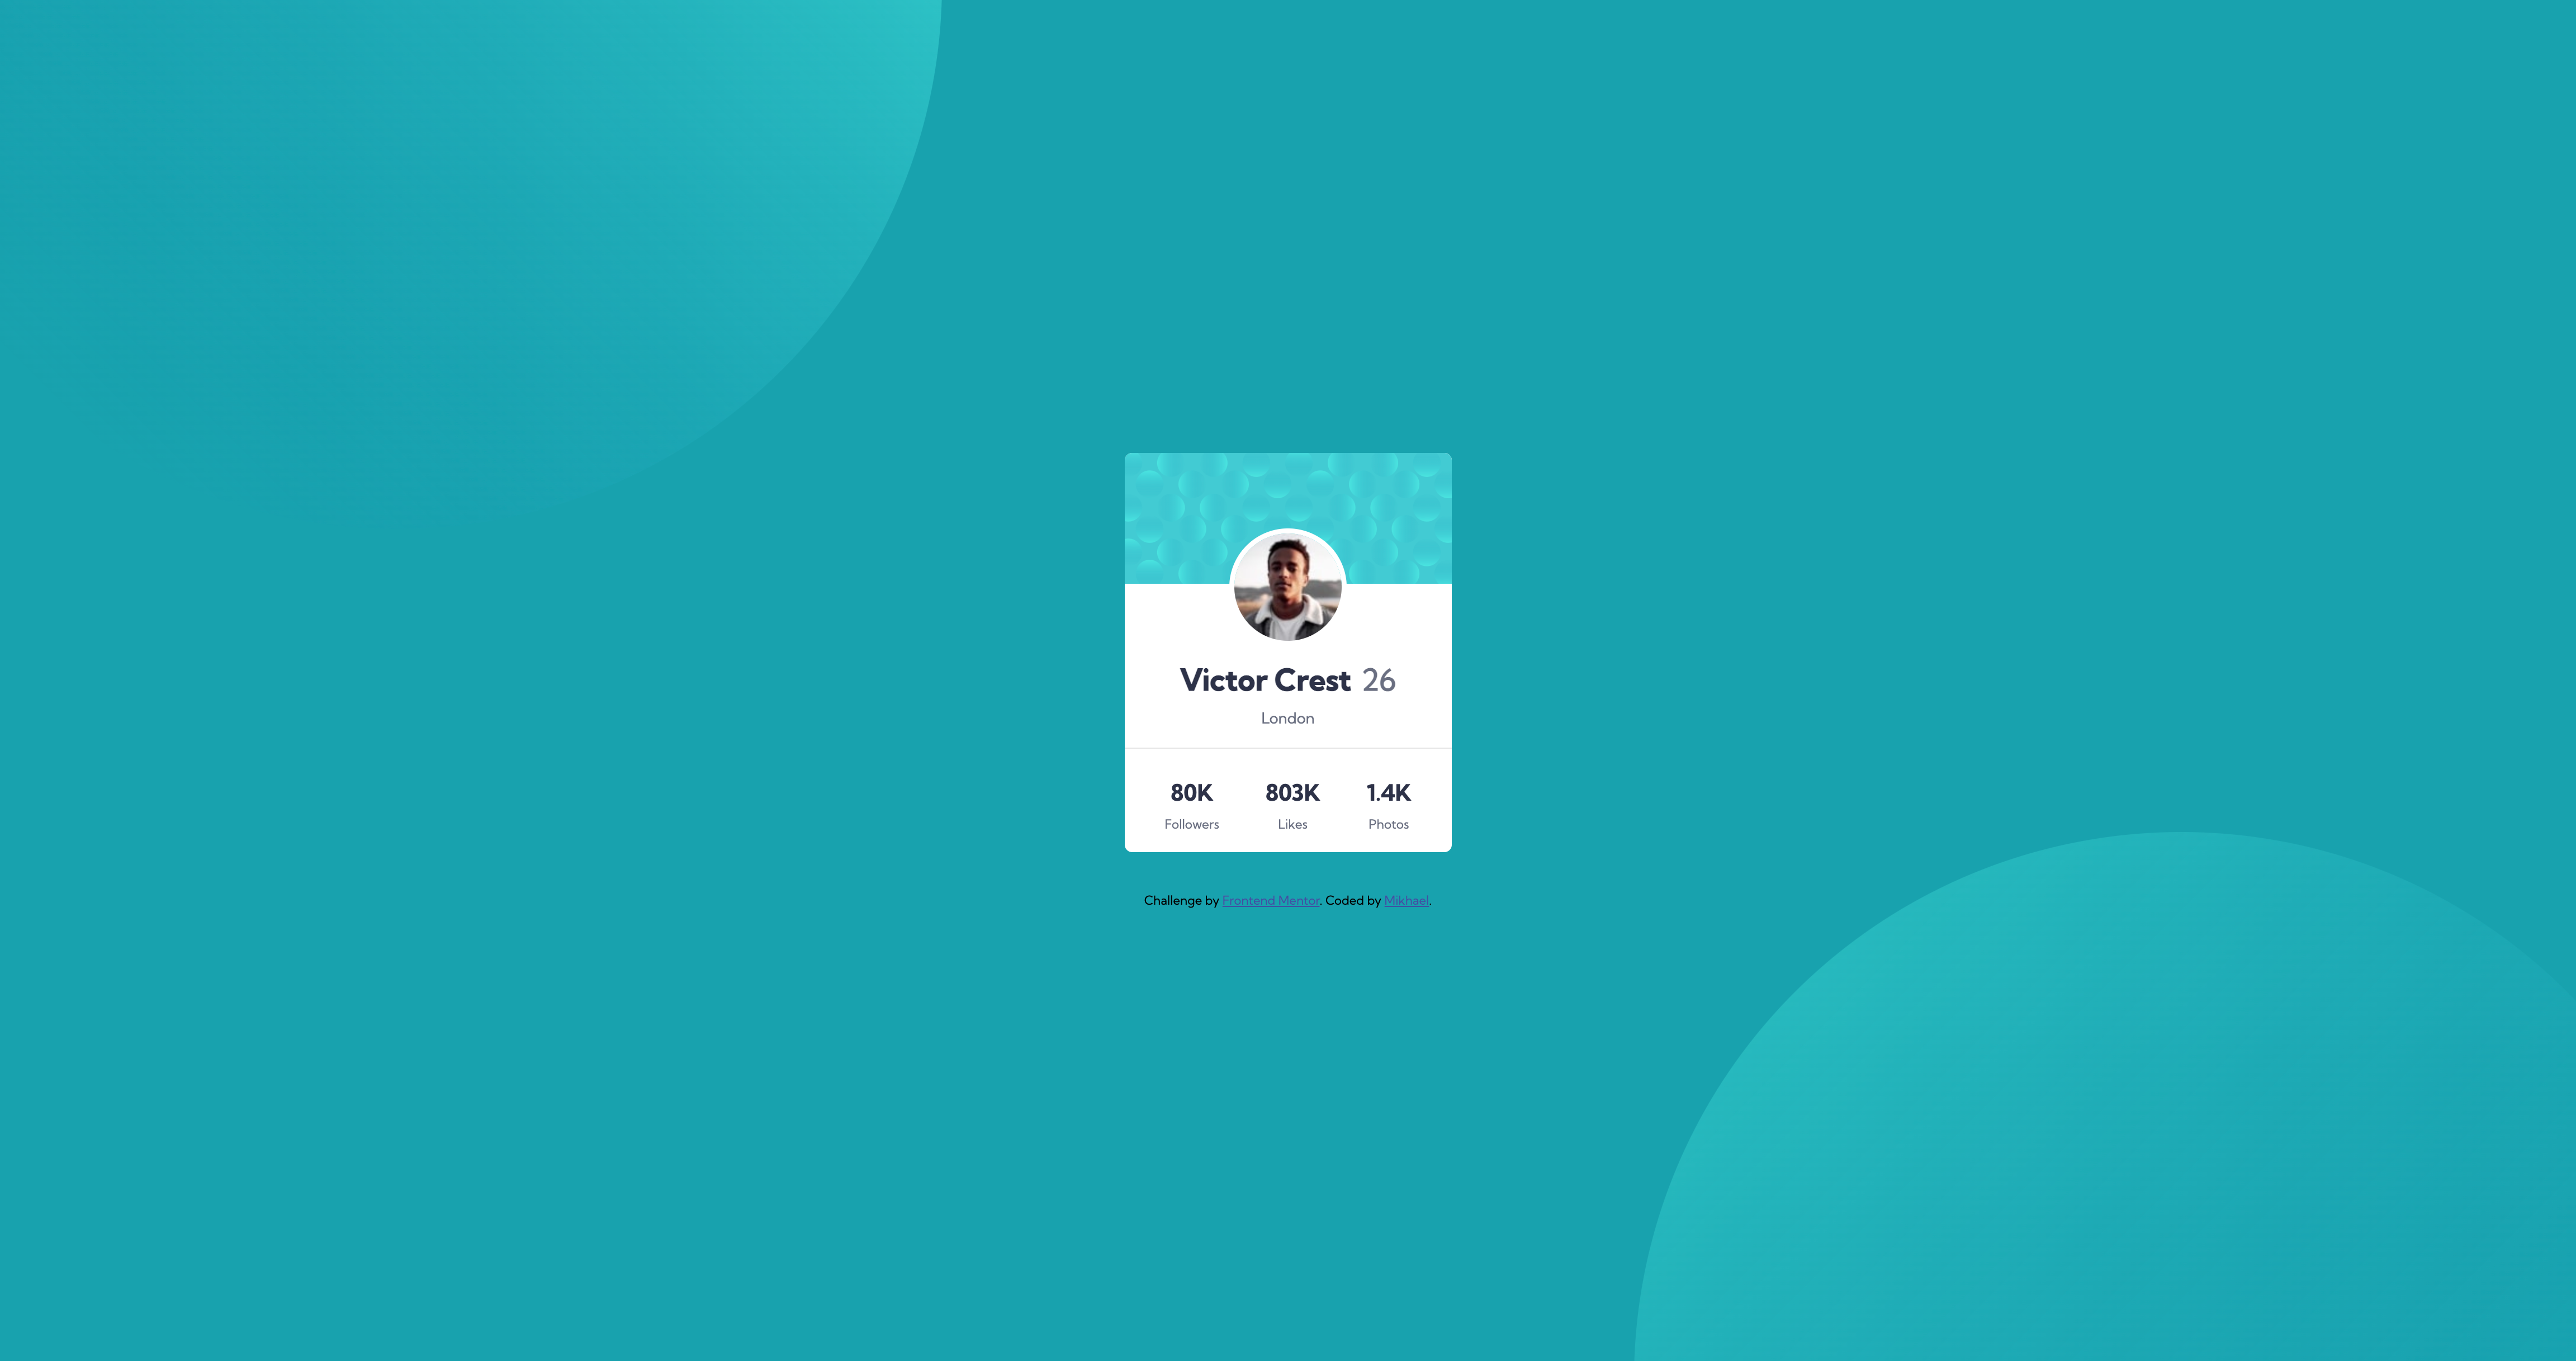 Victor Crest 26
London
80K 803K 1.4K
Followers Likes Photos
Challenge by Frontend Mentor. Coded by Mikhael.